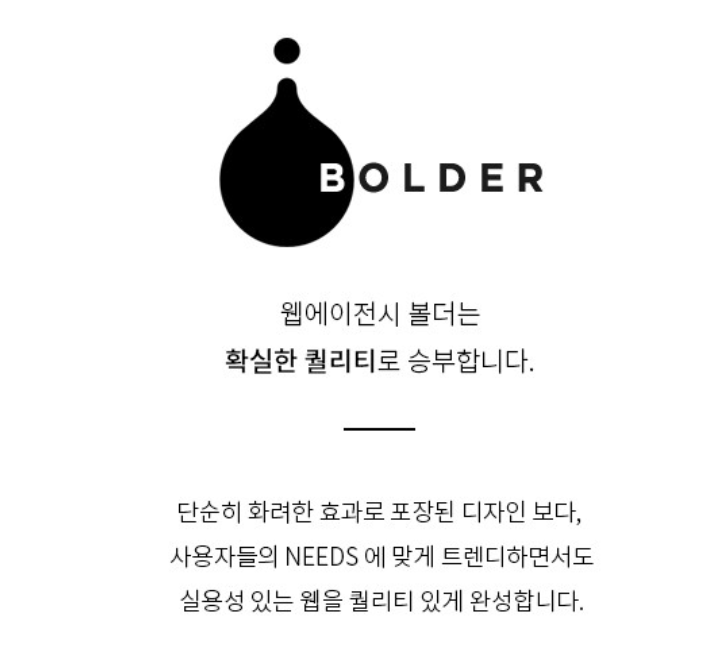 BOLDER
웹에이전시 볼더는
확실한 퀄리티로 승부합니다.
단순히 화려한 효과로 포장된 디자인 보다,
사용자들의 NEEDS 에 맞게 트렌디하면서도
실용성 있는 웹을 퀄리티 있게 완성합니다.